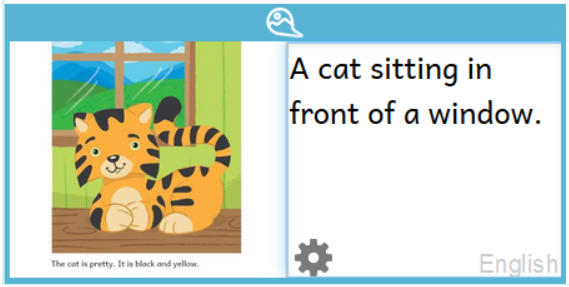 A cat sitting in
front of a window.
The cat is pretty. It is black and yellow.
English